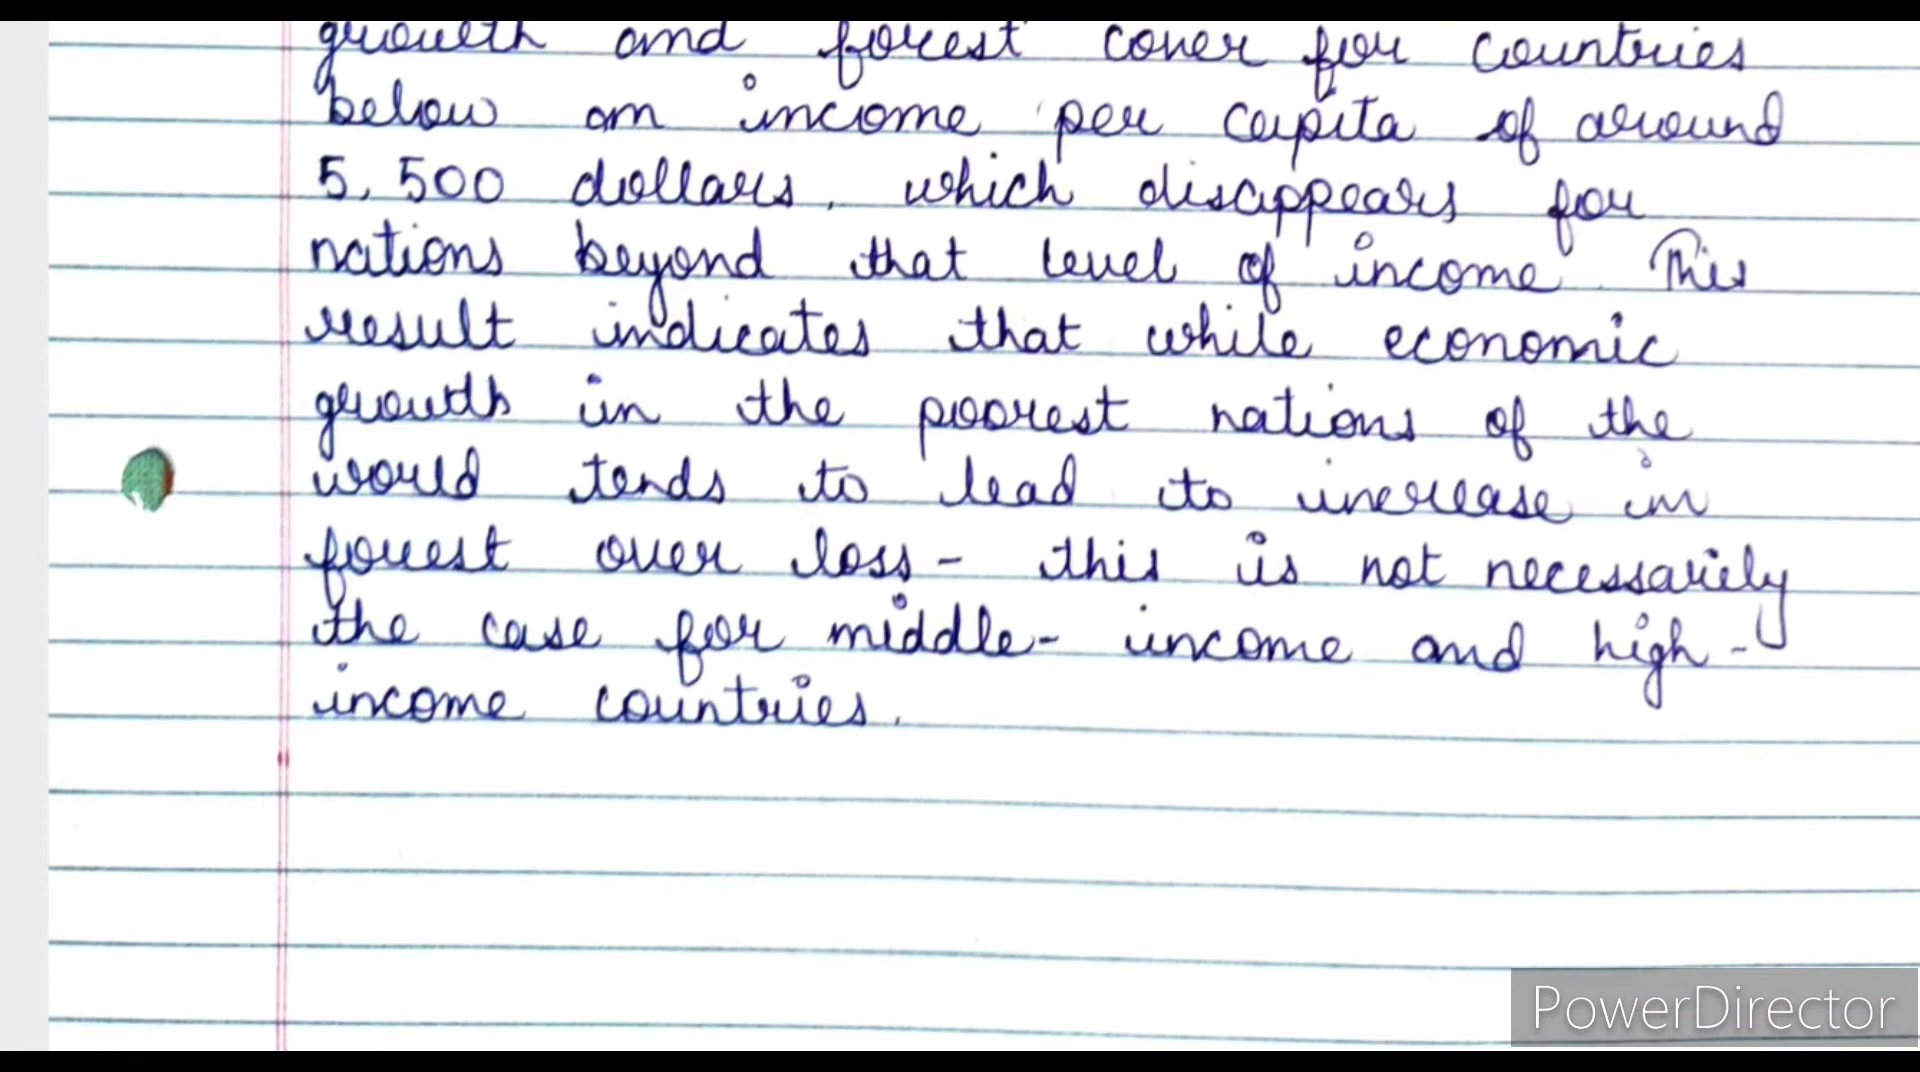 growth and forest cover for countries
below an income per capita of around
5,500 dollars, which disappears for
nations beyond that level of income. This
result indicates that while economic
growth in the poorest nations of the
world tends to lead to increase in
forest over loss - this is not necessarily
the case for middle - income and high -
income countries.
PowerDirector